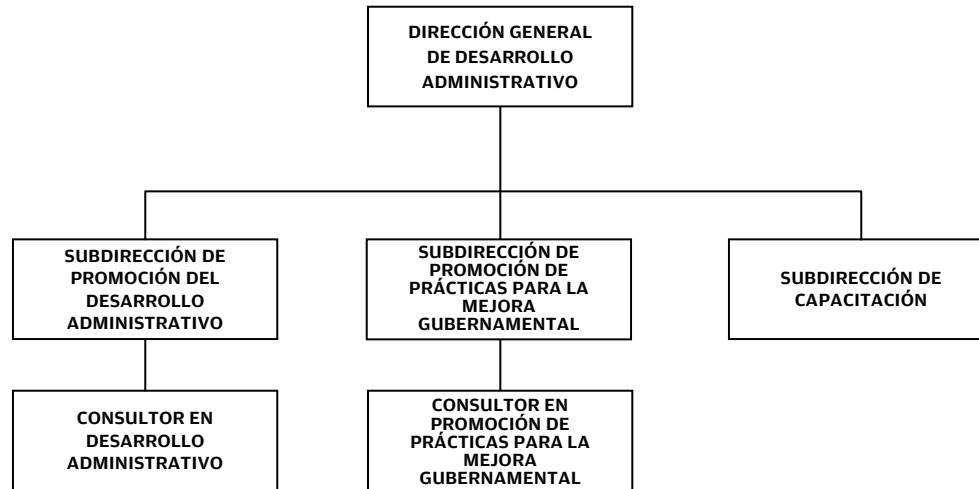 DIRECCIÓN GENERAL
DE DESARROLLO
ADMINISTRATIVO
SUBDIRECCIÓN DE
PROMOCIÓN DEL
DESARROLLO
ADMINISTRATIVO
SUBDIRECCIÓN DE
PROMOCIÓN DE
PRÁCTICAS PARA LA
MEJORA
GUBERNAMENTAL
SUBDIRECCIÓN DE
CAPACITACIÓN
CONSULTOR EN
DESARROLLO
ADMINISTRATIVO
CONSULTOR EN
PROMOCIÓN DE
PRÁCTICAS PARA LA
MEJORA
GUBERNAMENTAL